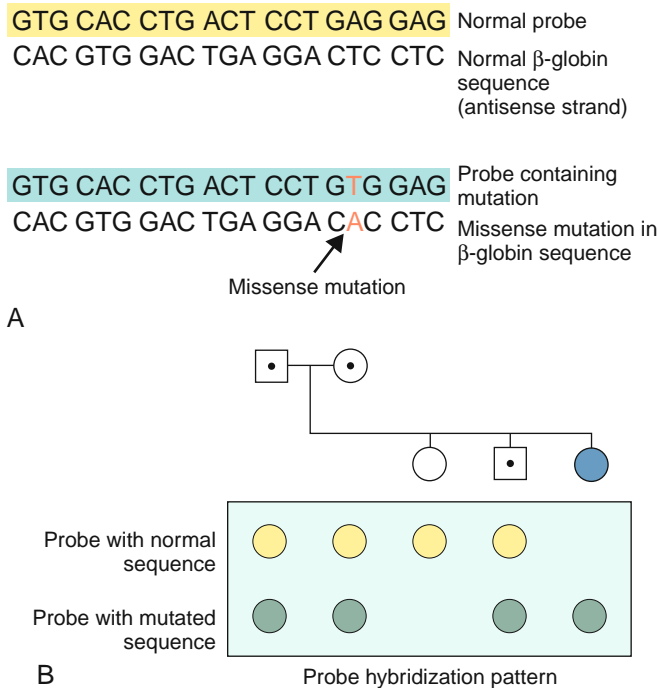 GTG CAC CTG ACT CCT GAG GAG
Normal probe
CAC GTG GAC TGA GGA CTC CTC
Normal β-globin
sequence
(antisense strand)
GTG CAC CTG ACT CCT GTG GAG
Probe containing
mutation
CAC GTG GAC TGA GGA CAC CTC
Missense mutation in
β-globin sequence
Missense mutation
A
Probe with normal
sequence
Probe with mutated
sequence
B
Probe hybridization pattern